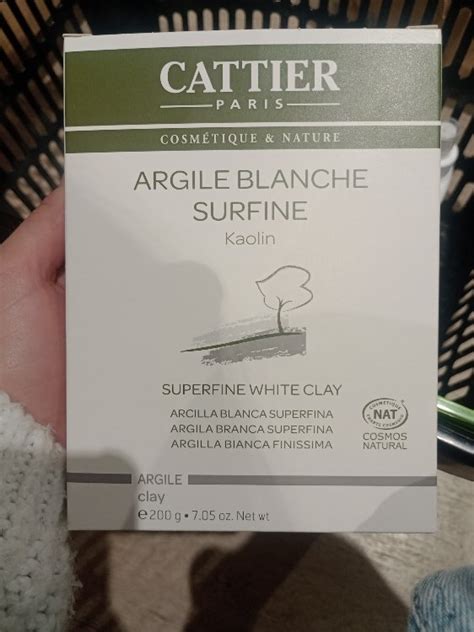 CATTIER
PARIS
COSMÉTIQUE & NATURE
ARGILE BLANCHE
SURFINE
Kaolin
SUPERFINE WHITE CLAY
ARCILLA BLANCA SUPERFINA
ARGILA BRANCA SUPERFINA
ARGILLA BIANCA FINISSIMA
NAT
COSMOS
NATURAL
ARGILE
clay
e200 g • 7.05 oz. Net wt